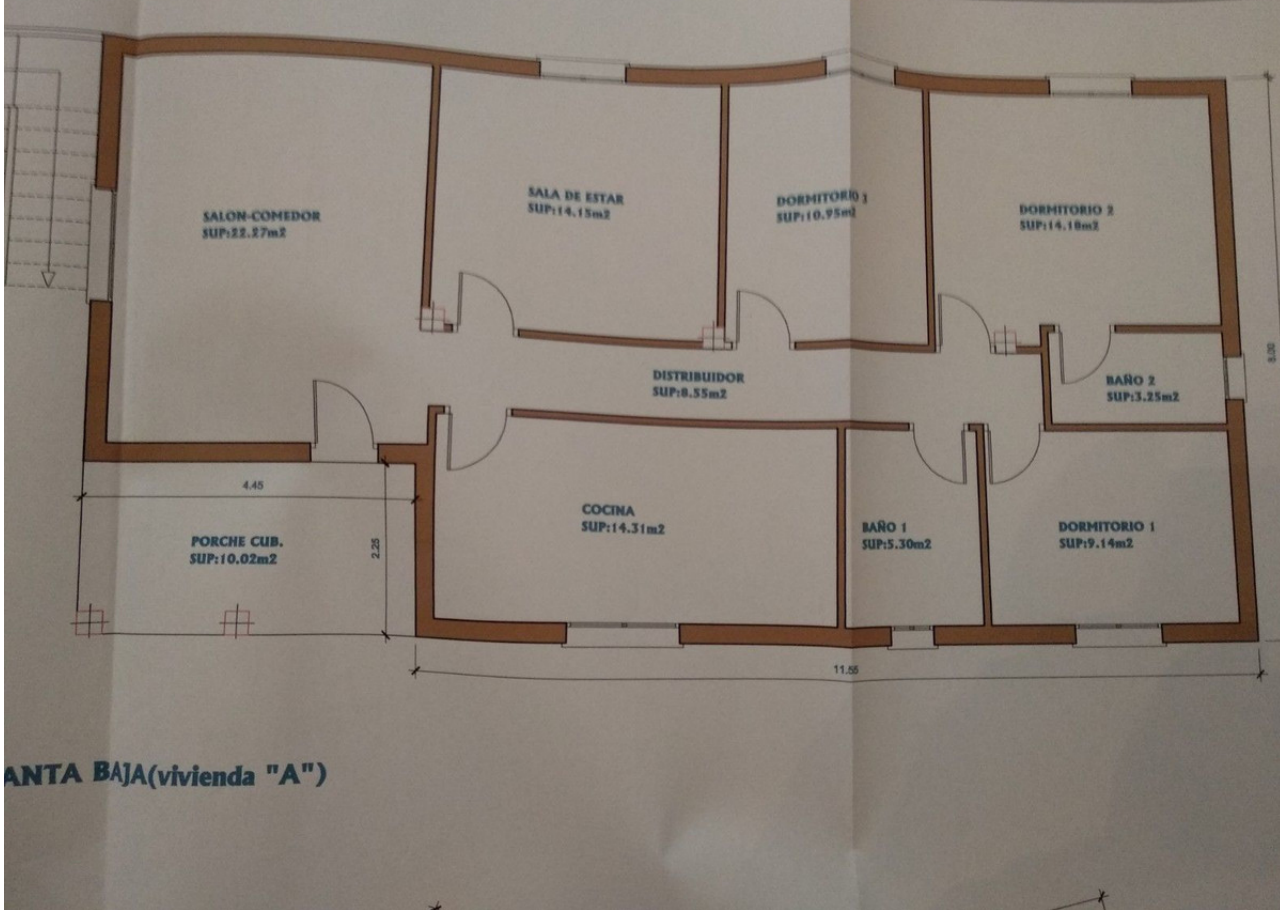 SALON-COMEDOR
SUP:22.27m2
SALA DE ESTAR
SUP:14.15m2
DORMITORIO 3
SUP:10.95m2
DORMITORIO 2
SUP:14.18m2
DISTRIBUIDOR
SUP:8.55m2
BAÑO 2
SUP:3.25m2
8.00
4.45
PORCHE CUB.
SUP:10.02m2
2.25
COCINA
SUP:14.31m2
BAÑO 1
SUP:5.30m2
DORMITORIO 1
SUP:9.14m2
11.55
ANTA BAJA(vivienda "A")